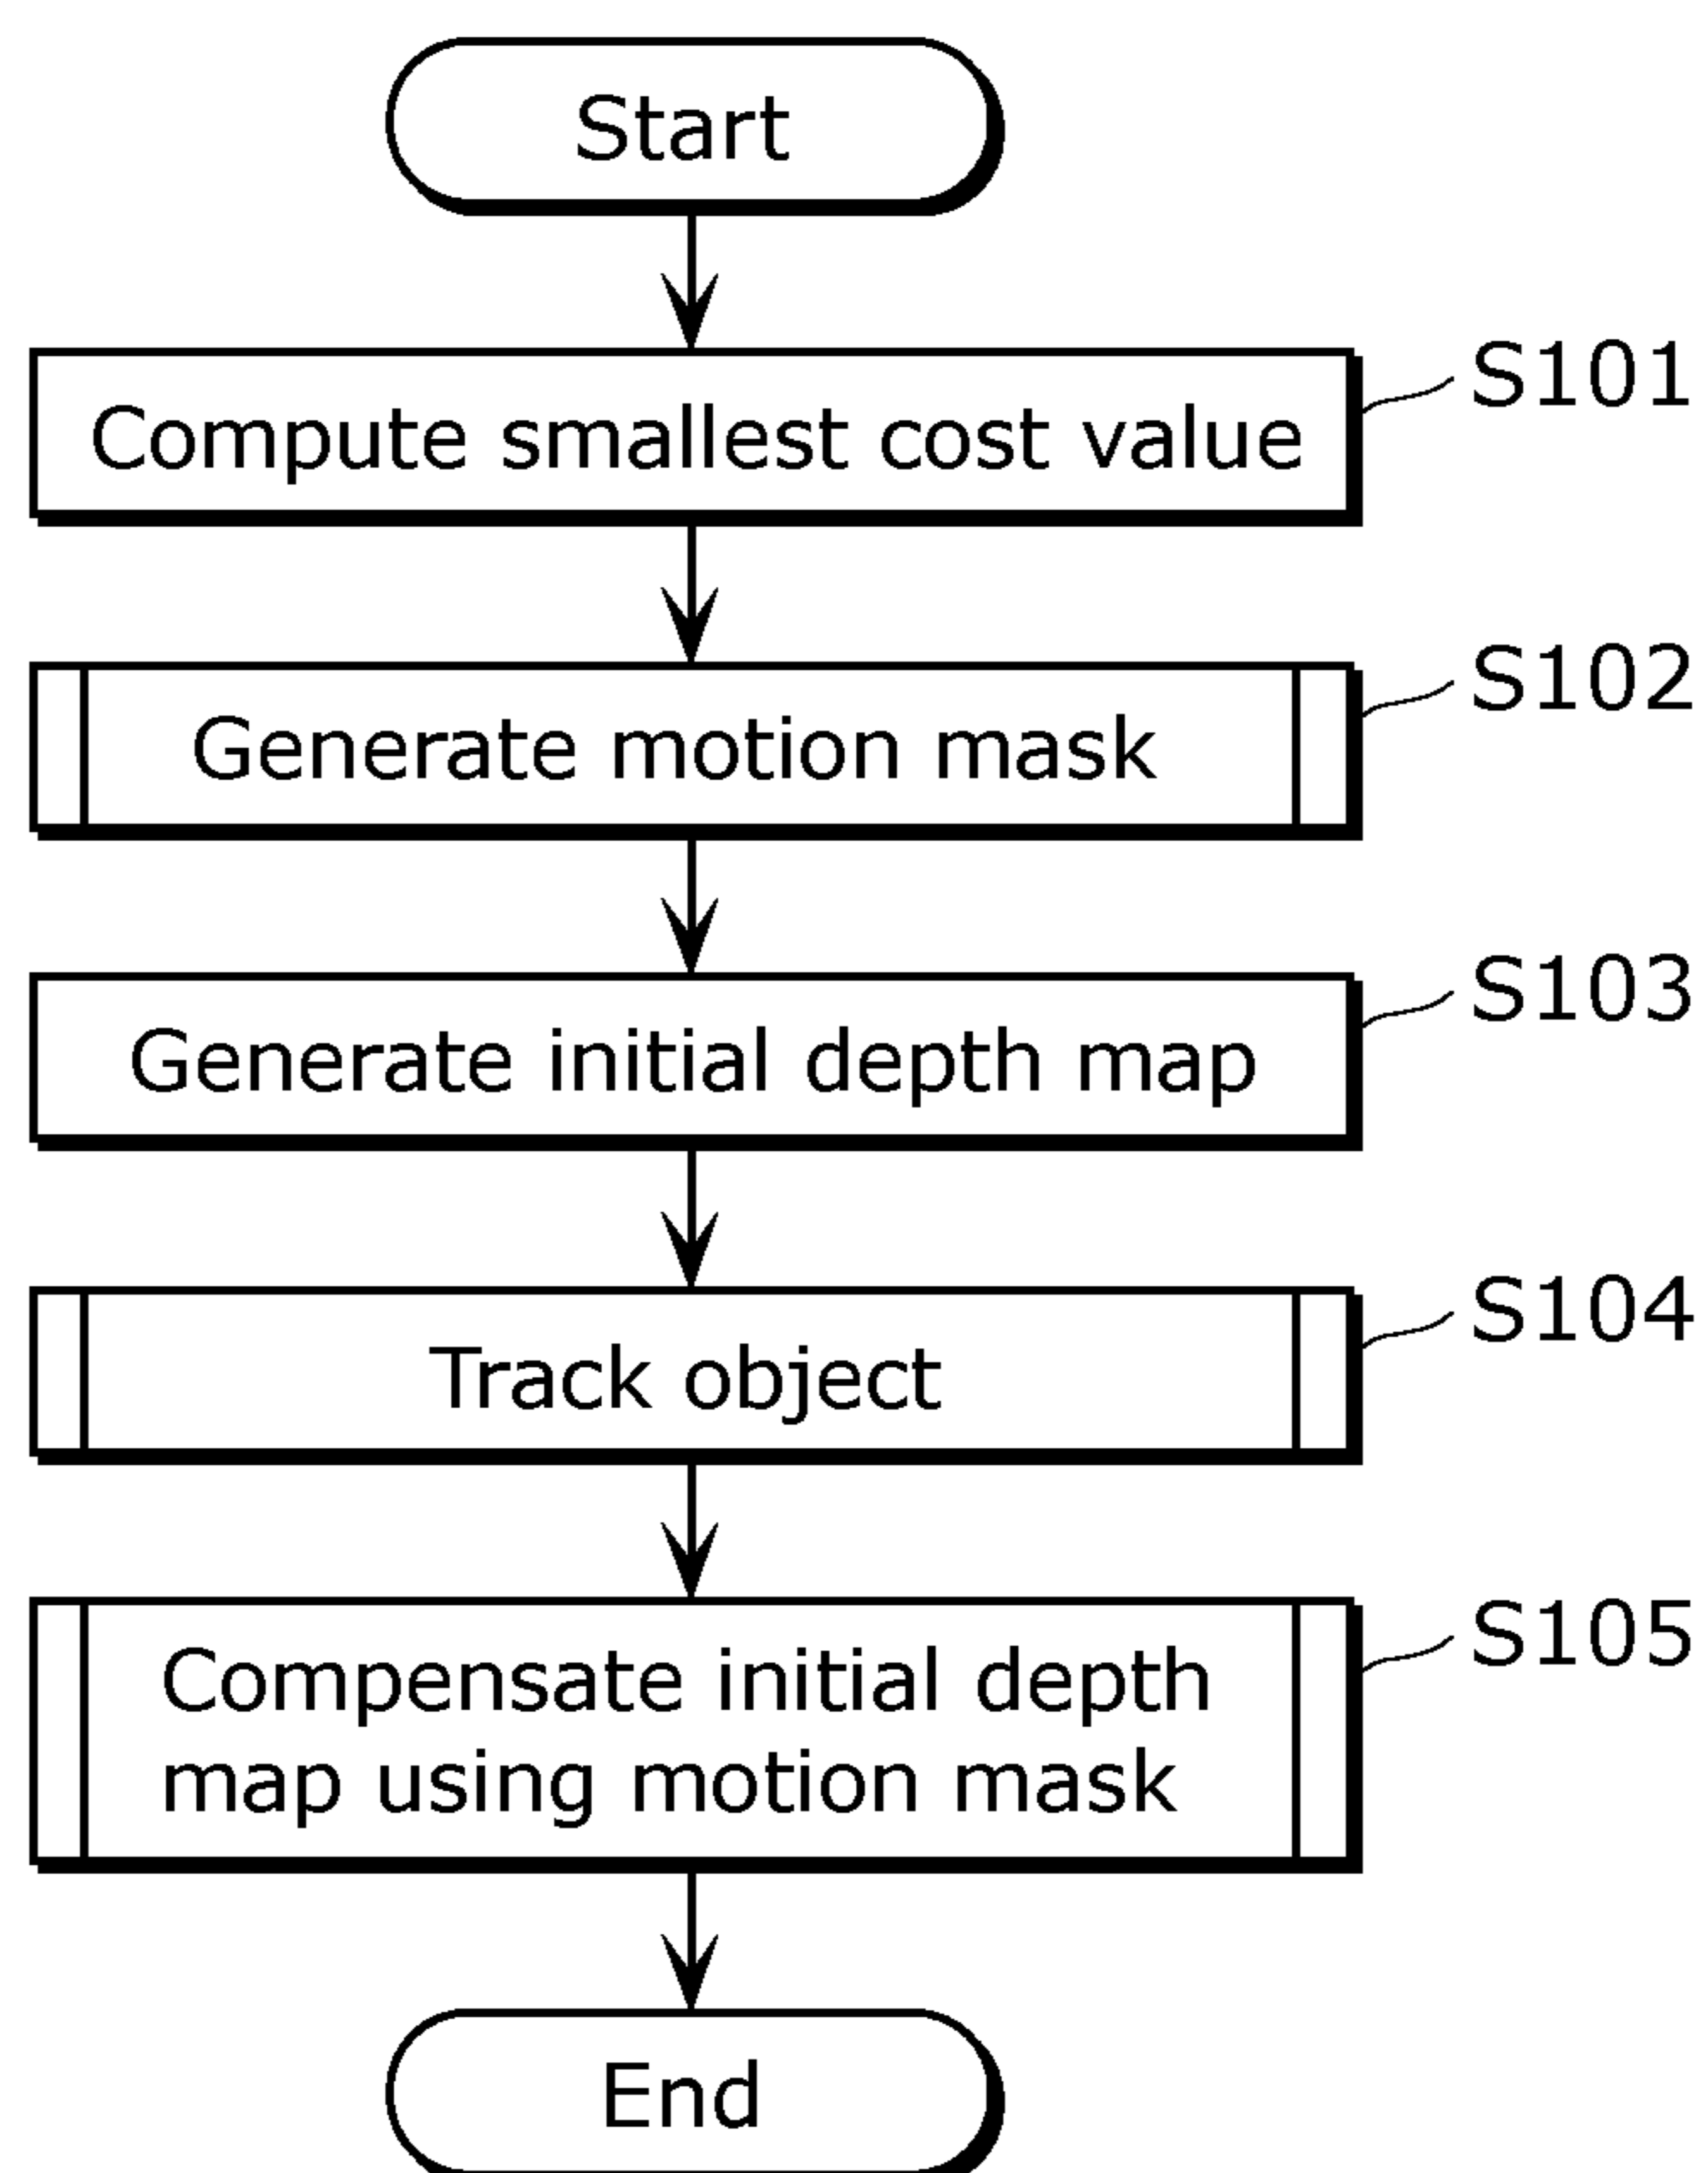 Start
Compute smallest cost value
S101
Generate motion mask
S102
Generate initial depth map
S103
Track object
S104
Compensate initial depth
map using motion mask
S105
End